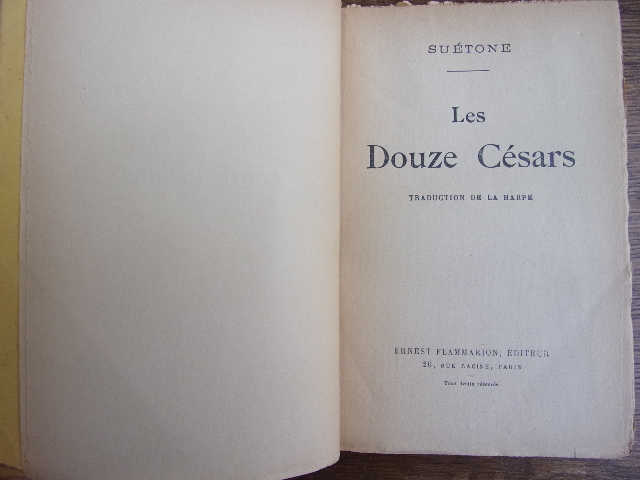 SUÉTONE
Les
Douze Césars
TRADUCTION DE LA HARPE
ERNEST FLAMMARION, ÉDITEUR
26, RUE RACINE, PARIS
Tous droits réservés